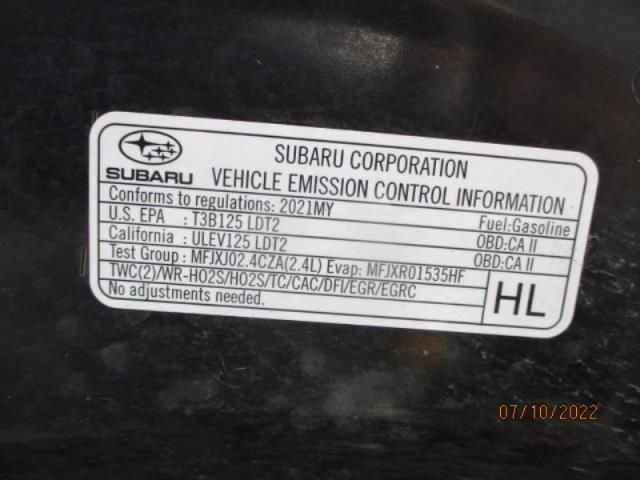 SUBARU CORPORATION
SUBARU VEHICLE EMISSION CONTROL INFORMATION
Conforms to regulations: 2021MY Fuel:Gasoline
U.S. EPA : T3B125 LDT2 OBD:CA II
California : ULEV125 LDT2 OBD:CA II
Test Group: MFJXJ02.4CZA(2.4L) Evap: MFJXR01535HF
TWC(2)/WR-HO2S/HO2S/TC/CAC/DFI/EGR/EGRC
No adjustments needed.
HL
07/10/2022